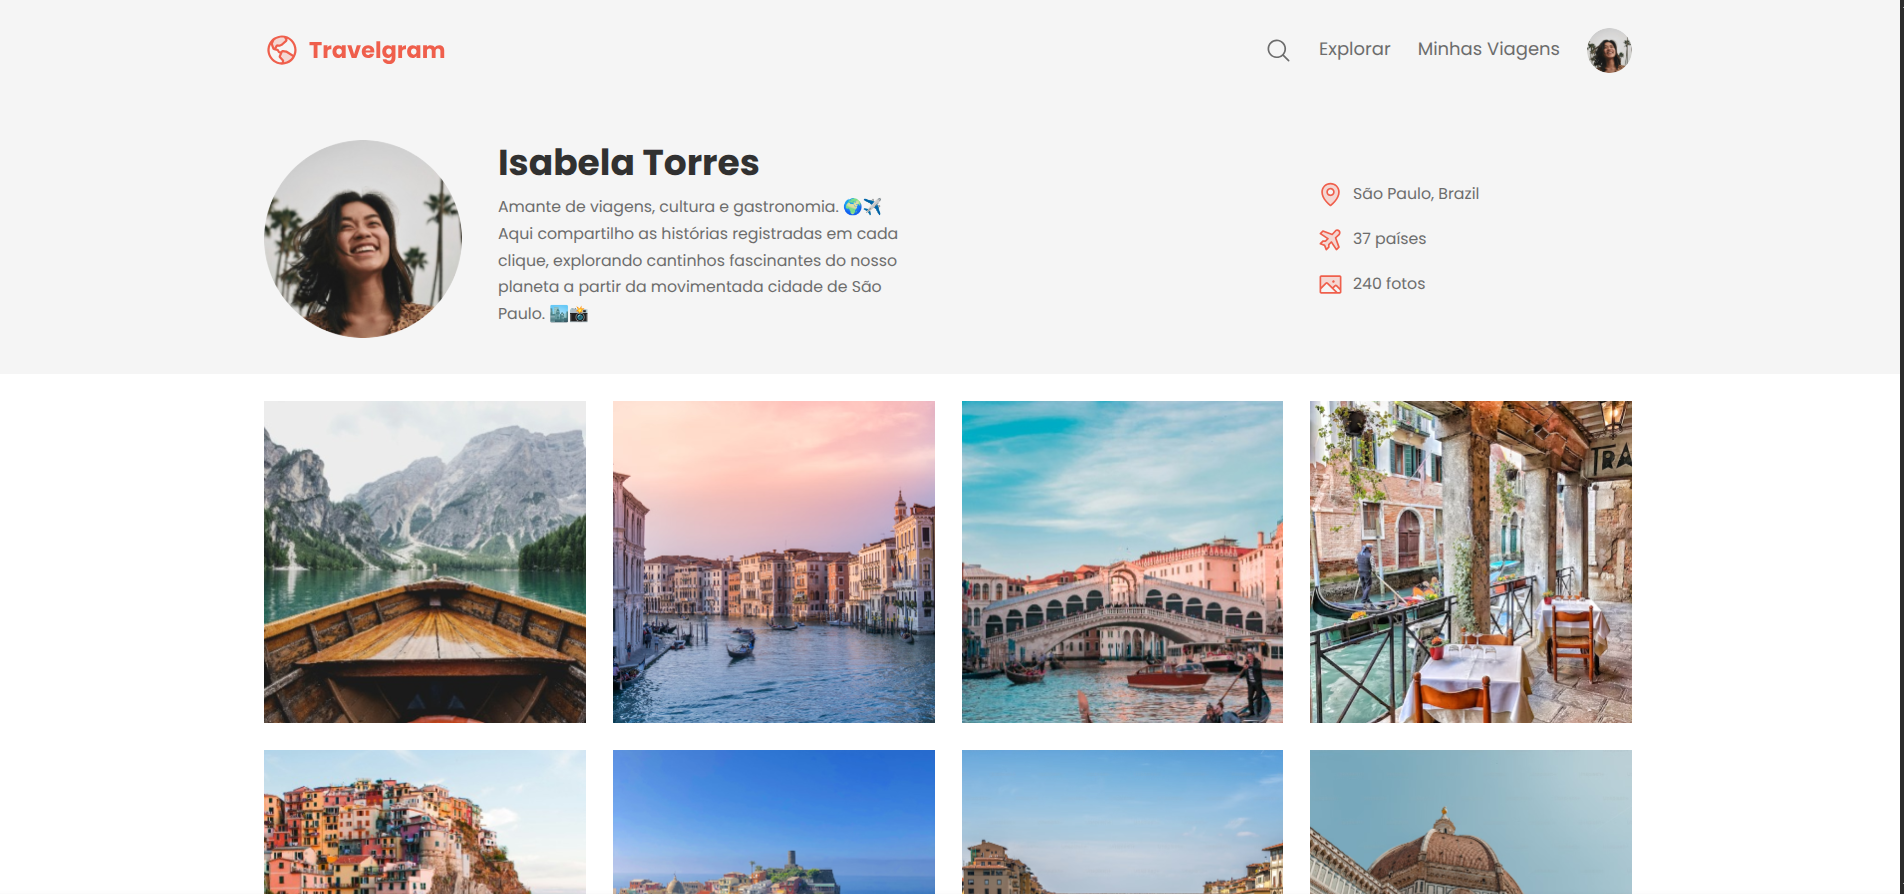 Travelgram
Explorar
Minhas Viagens
Isabela Torres
Amante de viagens, cultura e gastronomia. 🌍✈️
Aqui compartilho as histórias registradas em cada
clique, explorando cantinhos fascinantes do nosso
planeta a partir da movimentada cidade de São
Paulo. 🏙️📸
São Paulo, Brazil
37 países
240 fotos
TRA